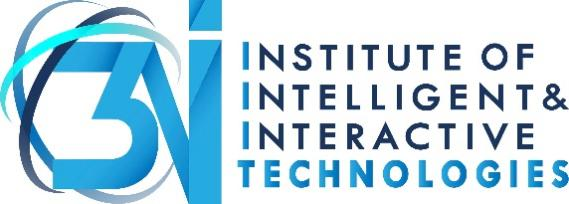 3i
INSTITUTE OF
INTELLIGENT &
INTERACTIVE
TECHNOLOGIES